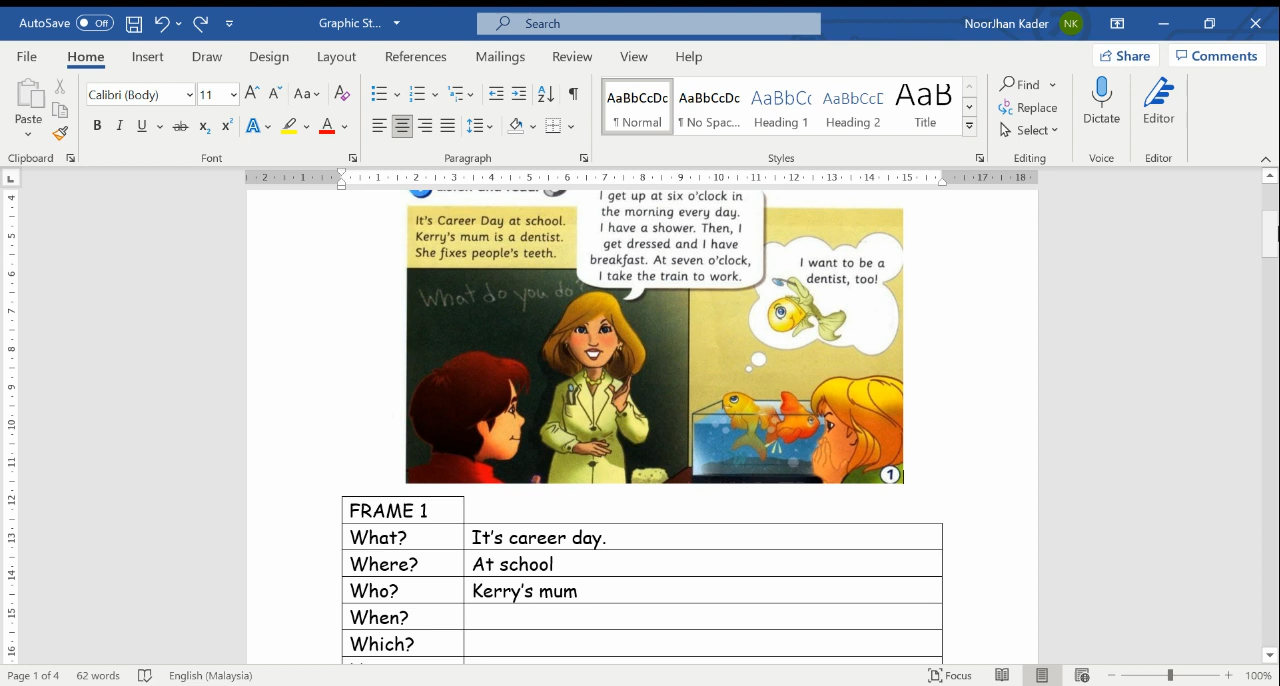 AutoSave Off Graphic St... Search NoorJhan Kader NK
File Home Insert Draw Design Layout References Mailings Review View Help Share Comments
Paste Calibri (Body) 11 Find
AaBbCcDc AaBbCcDc AaBbCc AaBbCcE AaB
¶ Normal ¶ No Spac... Heading 1 Heading 2 Title
Replace
Select
Dictate Editor
Clipboard Font Paragraph Styles Editing Voice Editor
I get up at six o'clock in
the morning every day.
I have a shower. Then, I
get dressed and I have
breakfast. At seven o'clock,
I take the train to work.
It's Career Day at school.
Kerry's mum is a dentist.
She fixes people's teeth.
I want to be a
dentist, too!
What do you do?
1
FRAME 1
What? It's career day.
Where? At school
Who? Kerry's mum
When?
Which?
Page 1 of 4 62 words English (Malaysia) Focus 100%